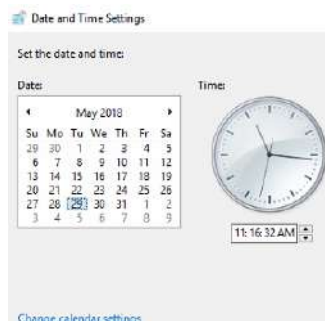 Date and Time Settings
Set the date and time:
Date:
Time:
May 2018
Su Mo Tu We Th Fr Sa
29 30 1 2 3 4 5
6 7 8 9 10 11 12
13 14 15 16 17 18 19
20 21 22 23 24 25 26
27 28 29 30 31 1 2
3 4 5 6 7 8 9
11:16:32 AM
Change calendar settings